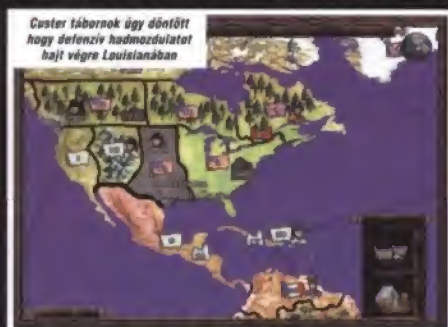 Custer tábornok úgy döntött
hogy defenzív hadmozdulatot
hajt végre Louisianában